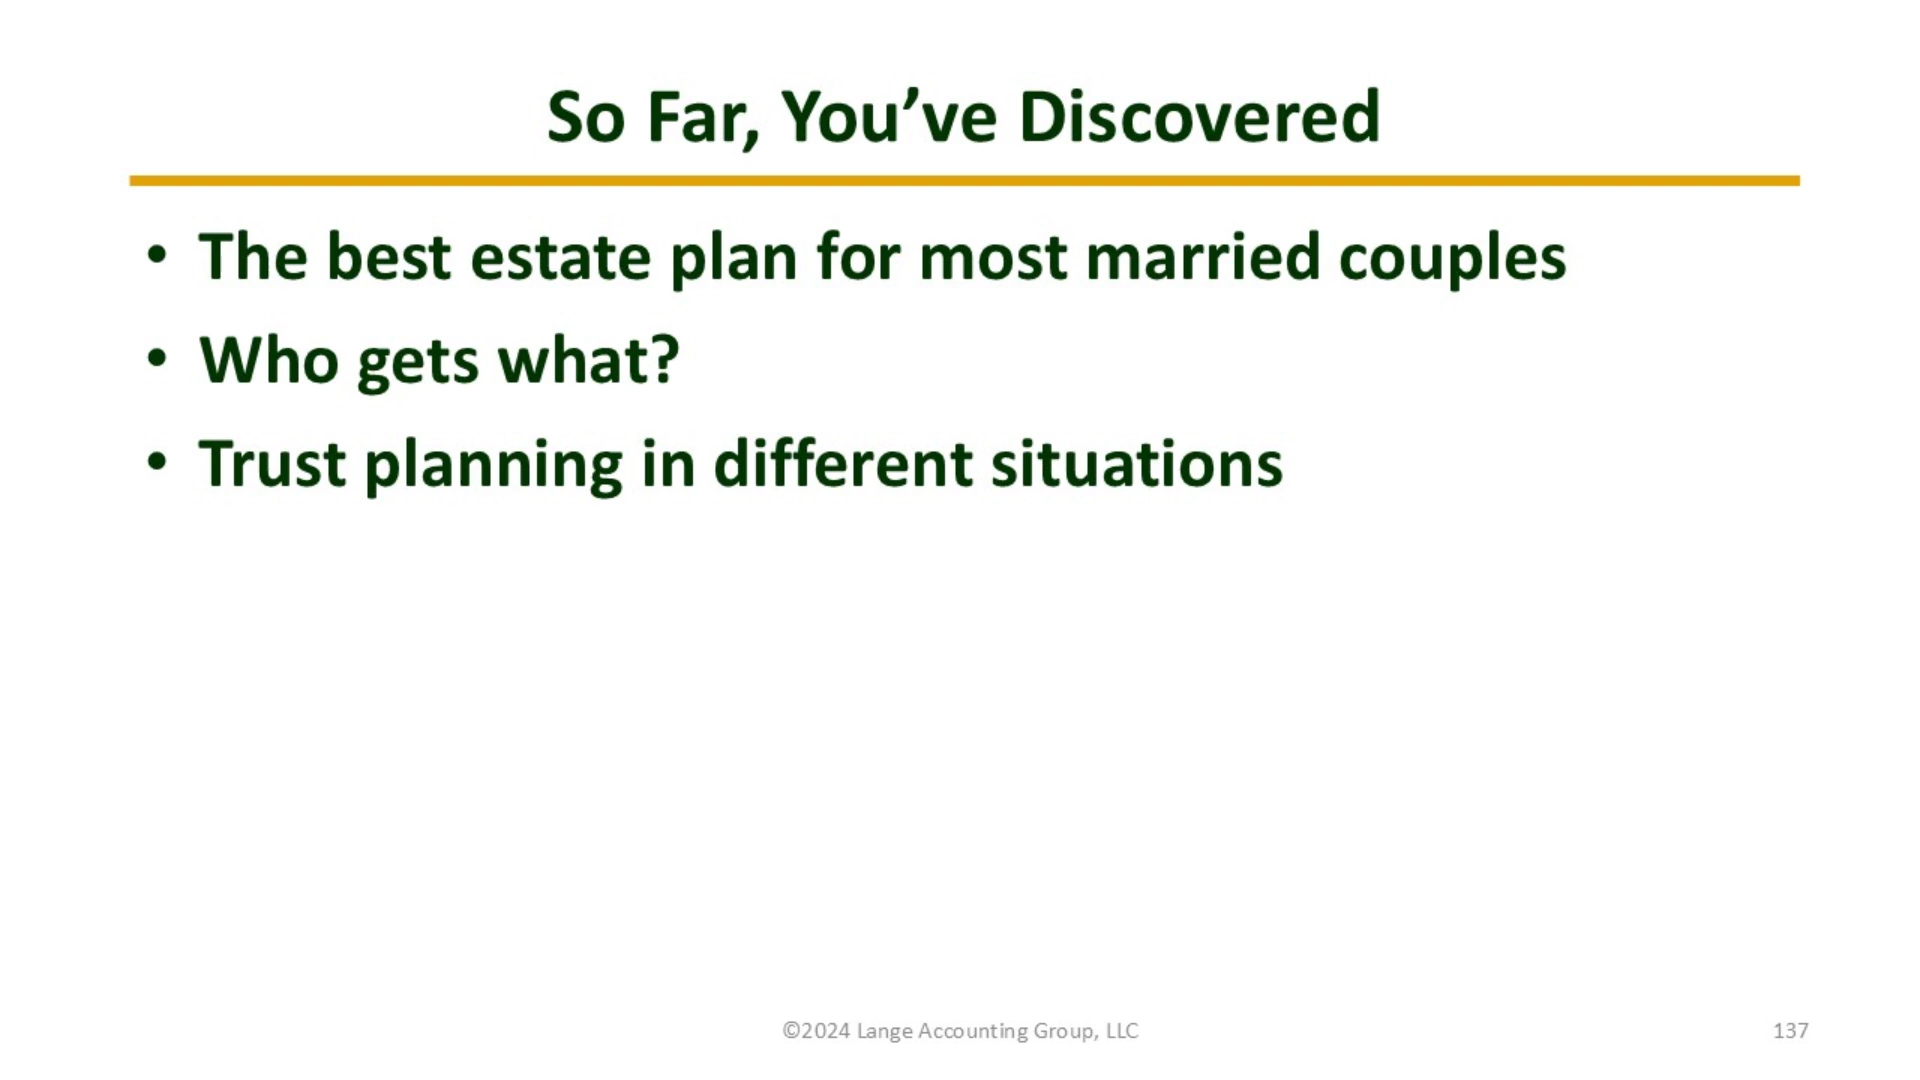 So Far, You’ve Discovered
• The best estate plan for most married couples
• Who gets what?
• Trust planning in different situations
©2024 Lange Accounting Group, LLC
137